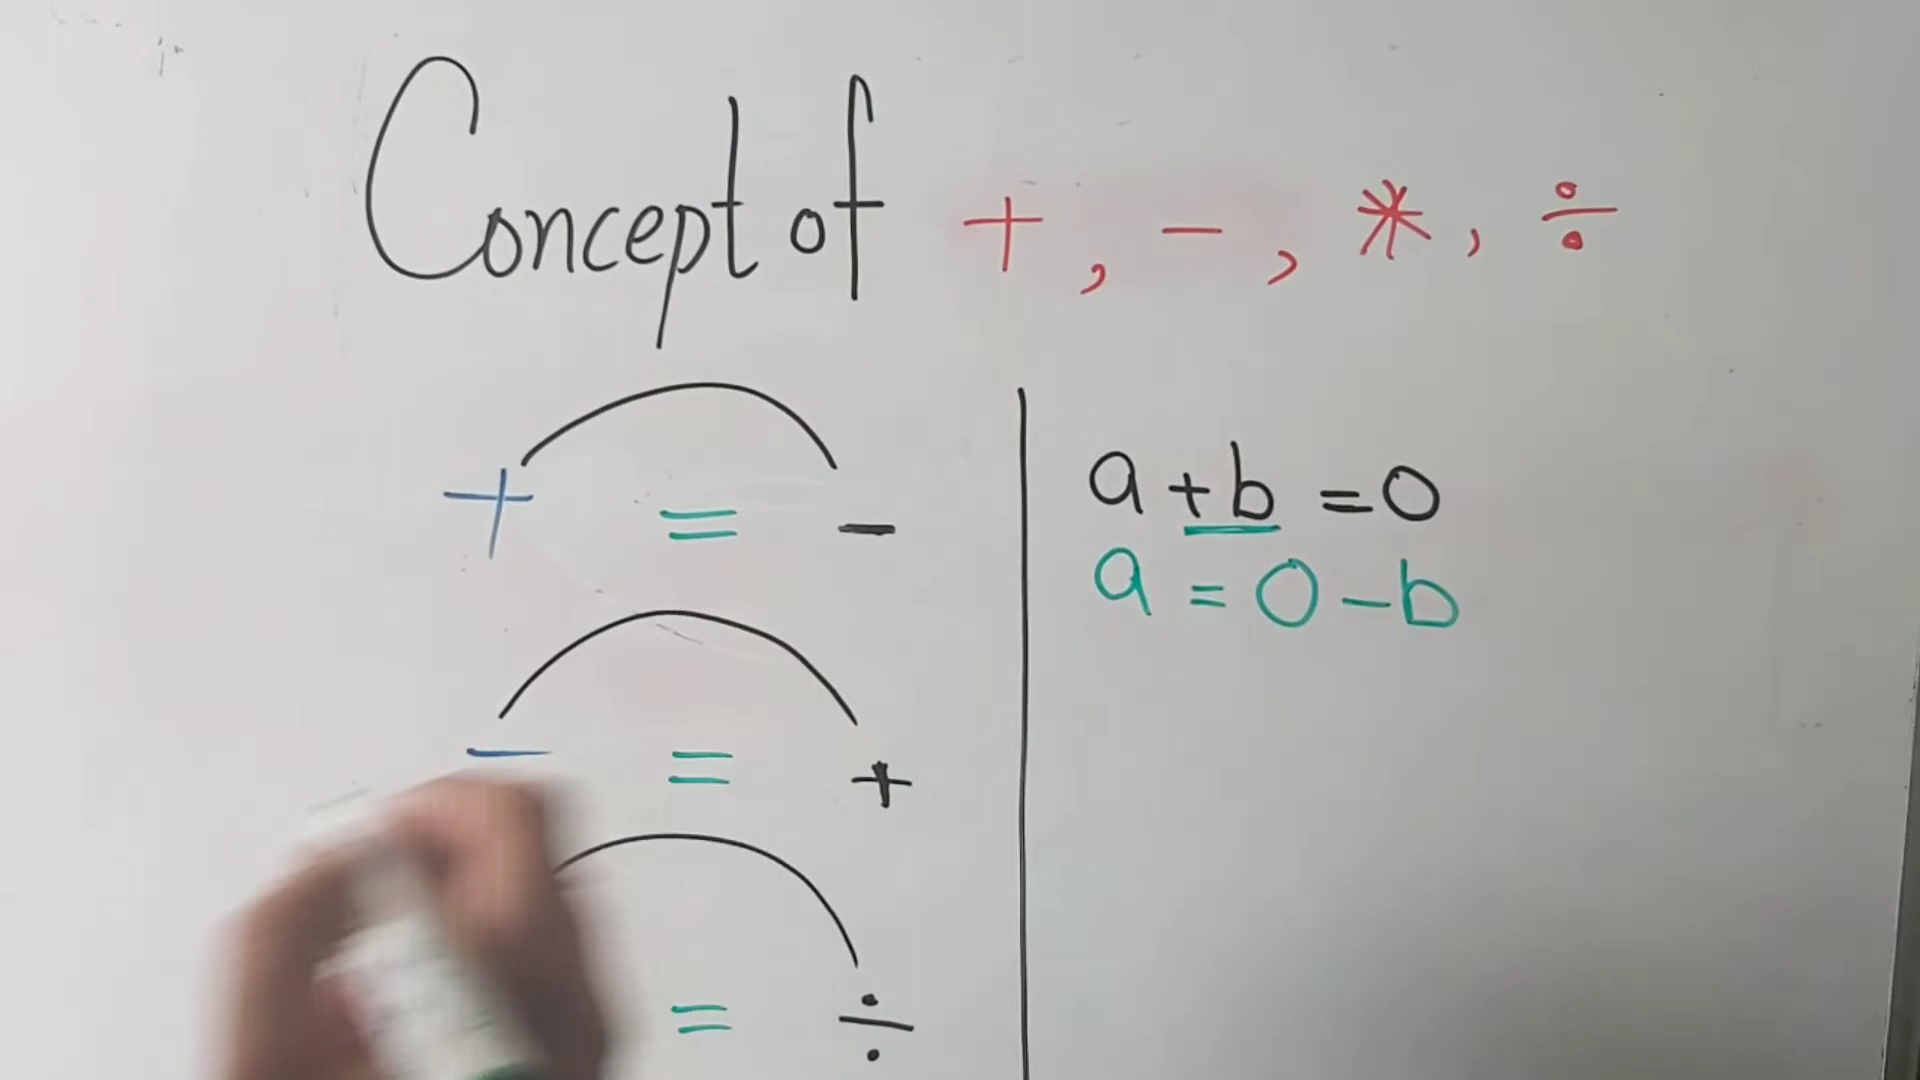 Concept of +, -, *, ÷
+ = -
- = +
= ÷
a + b = 0
a = 0 - b